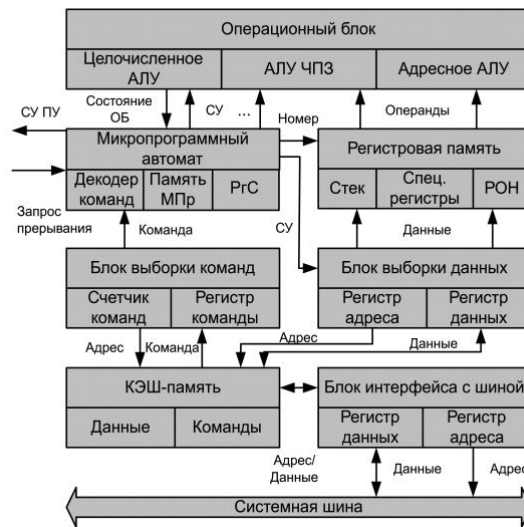 Операционный блок
Целочисленное АЛУ
АЛУ ЧПЗ
Адресное АЛУ
Состояние ОБ
СУ
...
СУ ПУ
Номер
Операнды
Микропрограммный автомат
Регистровая память
Декодер команд
Память МПр
РгС
Стек
Спец. регистры
РОН
Запрос прерывания
Команда
СУ
Данные
Блок выборки команд
Блок выборки данных
Счетчик команд
Регистр команды
Регистр адреса
Регистр данных
Адрес
Команда
Адрес
Данные
КЭШ-память
Блок интерфейса с шиной
Данные
Команды
Регистр данных
Регистр адреса
Адрес/
Данные
Данные
Адрес
Системная шина